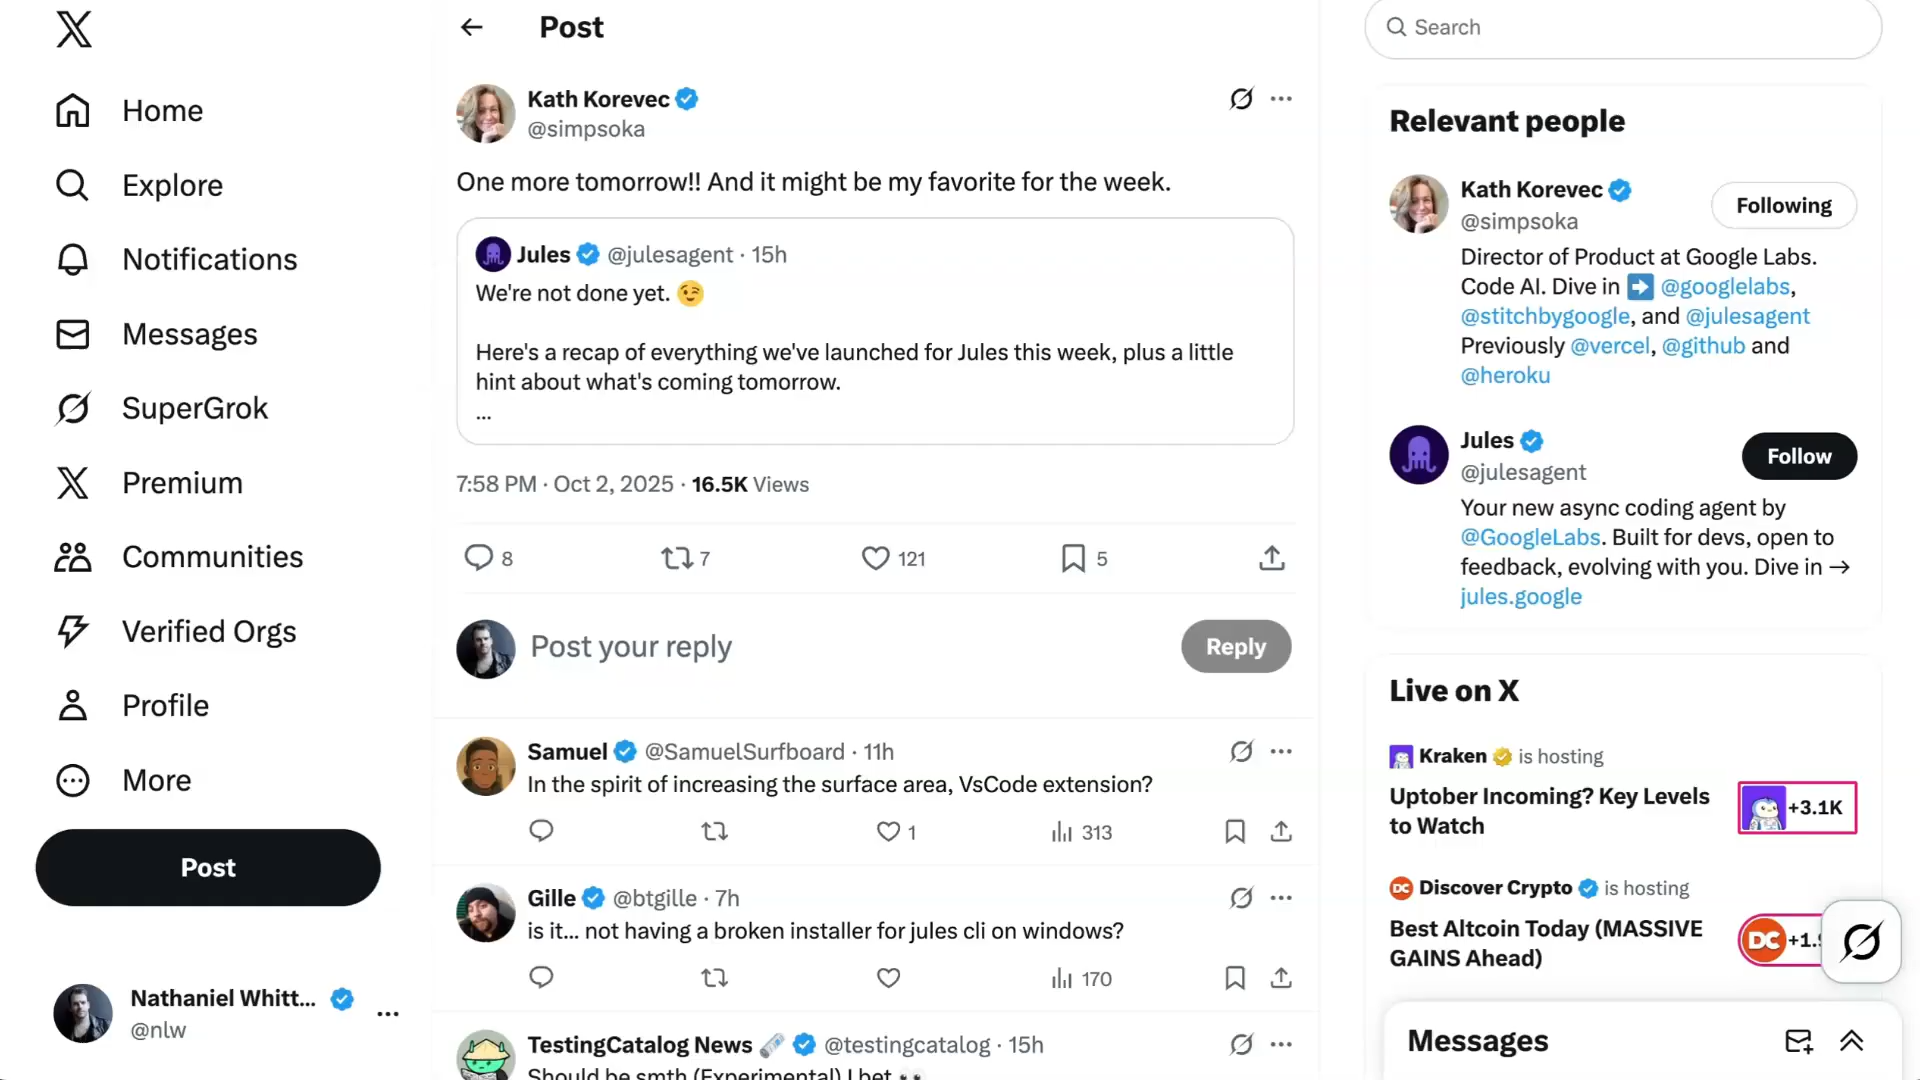 Home
Explore
Notifications
Messages
SuperGrok
Premium
Communities
Verified Orgs
Profile
More
Post
Nathaniel Whitt...
@nlw
Post
Kath Korevec
@simpsoka
One more tomorrow!! And it might be my favorite for the week.
Jules @julesagent · 15h
We're not done yet. 😉
Here's a recap of everything we've launched for Jules this week, plus a little
hint about what's coming tomorrow.
...
7:58 PM · Oct 2, 2025 · 16.5K Views
8 7 121 5
Post your reply
Reply
Samuel @SamuelSurfboard · 11h
In the spirit of increasing the surface area, VsCode extension?
1 313
Gille @btgille · 7h
is it... not having a broken installer for jules cli on windows?
170
TestingCatalog News 🗞 @testingcatalog · 15h
Should be smth (Experimental) I bet 👀
Search
Relevant people
Kath Korevec
@simpsoka
Following
Director of Product at Google Labs.
Code AI. Dive in ➡️ @googlelabs,
@stitchbygoogle, and @julesagent
Previously @vercel, @github and
@heroku
Jules
@julesagent
Follow
Your new async coding agent by
@GoogleLabs. Built for devs, open to
feedback, evolving with you. Dive in →
jules.google
Live on X
Kraken is hosting
Uptober Incoming? Key Levels
to Watch
+3.1K
DC Discover Crypto is hosting
Best Altcoin Today (MASSIVE
GAINS Ahead)
DC
Messages